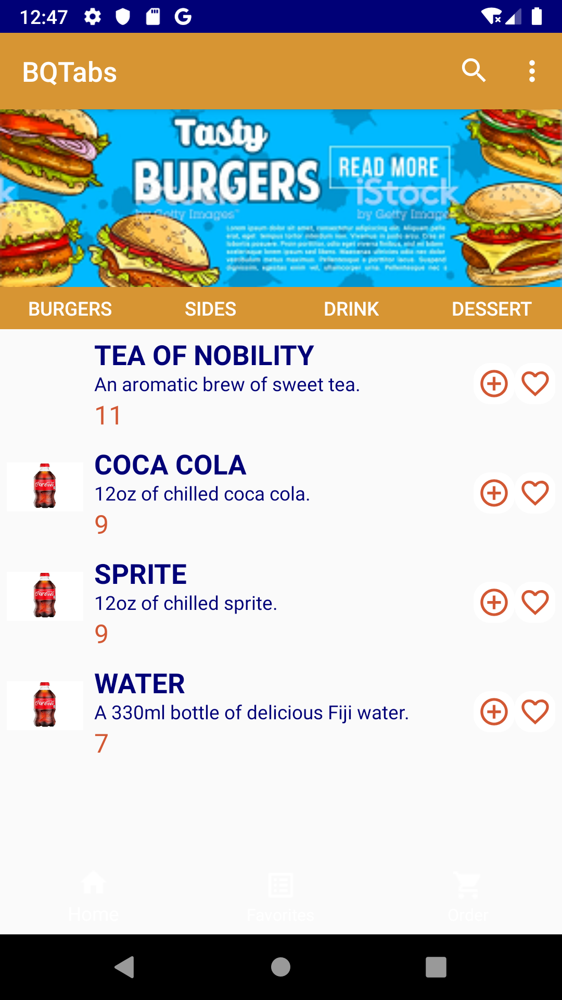 12:47
BQTabs
Tasty
BURGERS
READ MORE
iStock
by Getty Images™
iStock
by Getty Images
BURGERS
SIDES
DRINK
DESSERT
TEA OF NOBILITY
An aromatic brew of sweet tea.
11
COCA COLA
12oz of chilled coca cola.
9
SPRITE
12oz of chilled sprite.
9
WATER
A 330ml bottle of delicious Fiji water.
7
Home
Favorites
Order